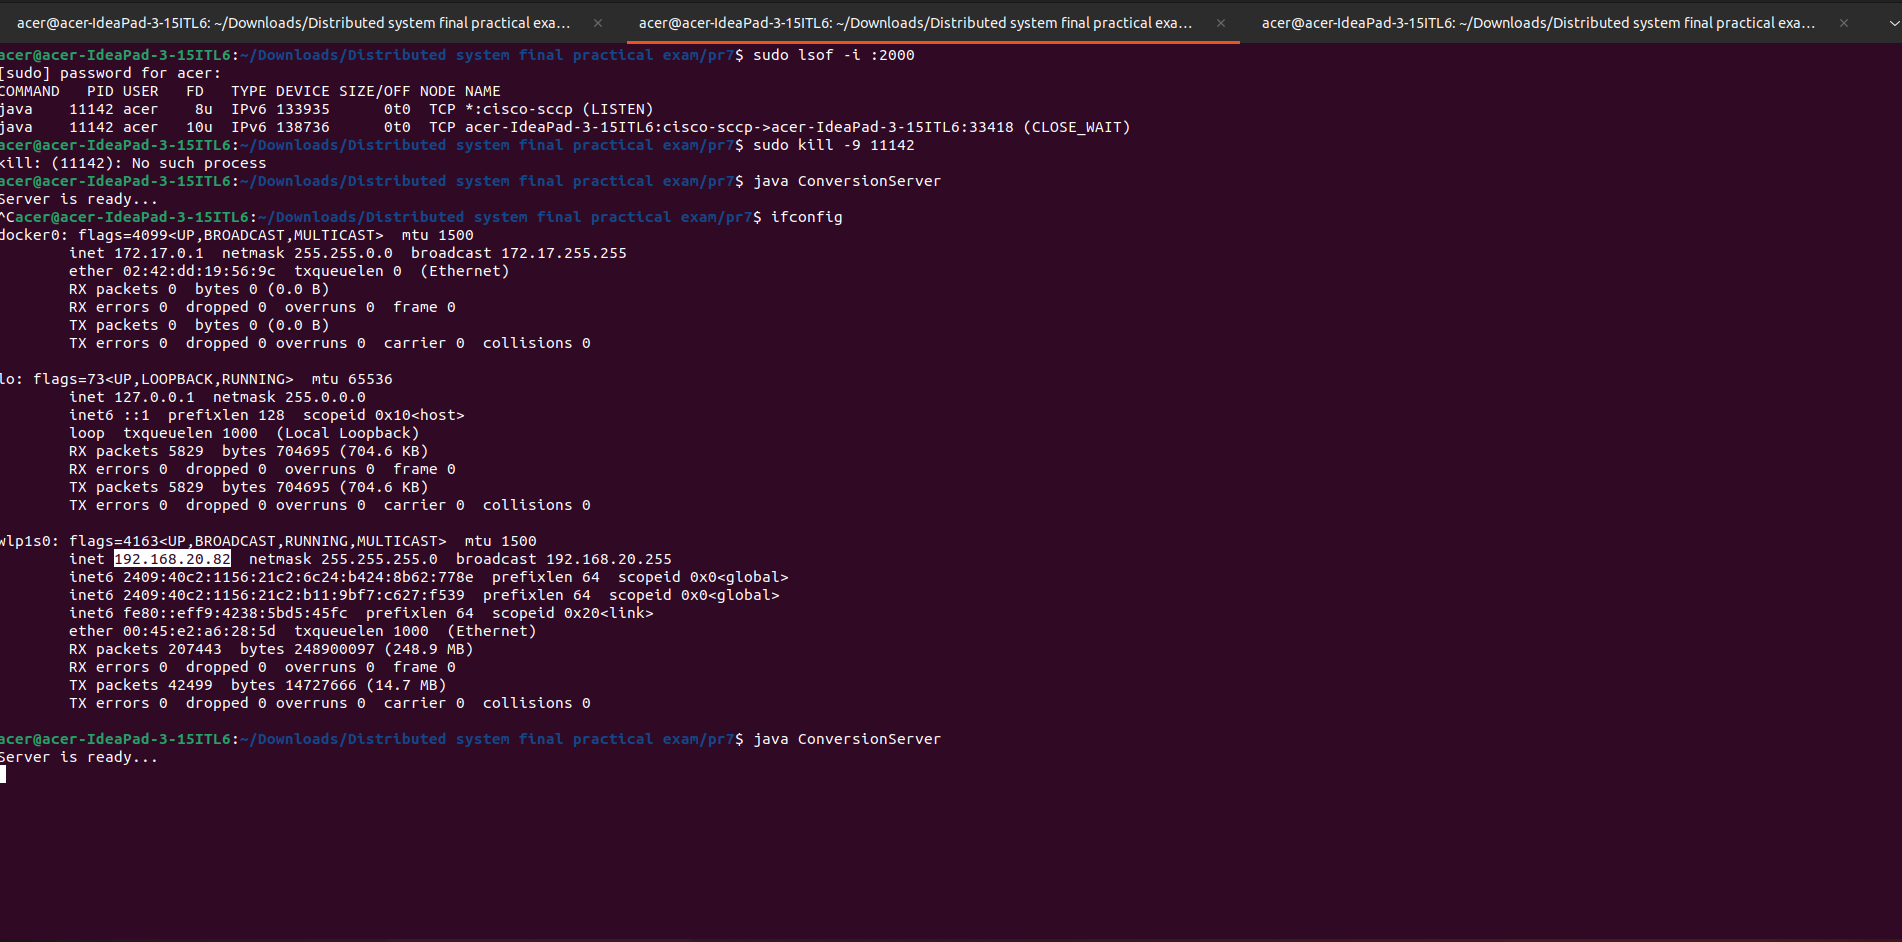 acer@acer-IdeaPad-3-15ITL6: ~/Downloads/Distributed system final practical exa... × acer@acer-IdeaPad-3-15ITL6: ~/Downloads/Distributed system final practical exa... × acer@acer-IdeaPad-3-15ITL6: ~/Downloads/Distributed system final practical exa... ×
acer@acer-IdeaPad-3-15ITL6:~/Downloads/Distributed system final practical exam/pr7$ sudo lsof -i :2000
[sudo] password for acer:
COMMAND   PID USER   FD   TYPE DEVICE SIZE/OFF NODE NAME
java    11142 acer    8u  IPv6 133935      0t0  TCP *:cisco-sccp (LISTEN)
java    11142 acer   10u  IPv6 138736      0t0  TCP acer-IdeaPad-3-15ITL6:cisco-sccp->acer-IdeaPad-3-15ITL6:33418 (CLOSE_WAIT)
acer@acer-IdeaPad-3-15ITL6:~/Downloads/Distributed system final practical exam/pr7$ sudo kill -9 11142
kill: (11142): No such process
acer@acer-IdeaPad-3-15ITL6:~/Downloads/Distributed system final practical exam/pr7$ java ConversionServer
Server is ready...
^Cacer@acer-IdeaPad-3-15ITL6:~/Downloads/Distributed system final practical exam/pr7$ ifconfig
docker0: flags=4099<UP,BROADCAST,MULTICAST>  mtu 1500
        inet 172.17.0.1  netmask 255.255.0.0  broadcast 172.17.255.255
        ether 02:42:dd:19:56:9c  txqueuelen 0  (Ethernet)
        RX packets 0  bytes 0 (0.0 B)
        RX errors 0  dropped 0  overruns 0  frame 0
        TX packets 0  bytes 0 (0.0 B)
        TX errors 0  dropped 0 overruns 0  carrier 0  collisions 0
lo: flags=73<UP,LOOPBACK,RUNNING>  mtu 65536
        inet 127.0.0.1  netmask 255.0.0.0
        inet6 ::1  prefixlen 128  scopeid 0x10<host>
        loop  txqueuelen 1000  (Local Loopback)
        RX packets 5829  bytes 704695 (704.6 KB)
        RX errors 0  dropped 0  overruns 0  frame 0
        TX packets 5829  bytes 704695 (704.6 KB)
        TX errors 0  dropped 0 overruns 0  carrier 0  collisions 0
wlp1s0: flags=4163<UP,BROADCAST,RUNNING,MULTICAST>  mtu 1500
        inet 192.168.20.82  netmask 255.255.255.0  broadcast 192.168.20.255
        inet6 2409:40c2:1156:21c2:6c24:b424:8b62:778e  prefixlen 64  scopeid 0x0<global>
        inet6 2409:40c2:1156:21c2:b11:9bf7:c627:f539  prefixlen 64  scopeid 0x0<global>
        inet6 fe80::eff9:4238:5bd5:45fc  prefixlen 64  scopeid 0x20<link>
        ether 00:45:e2:a6:28:5d  txqueuelen 1000  (Ethernet)
        RX packets 207443  bytes 248900097 (248.9 MB)
        RX errors 0  dropped 0  overruns 0  frame 0
        TX packets 42499  bytes 14727666 (14.7 MB)
        TX errors 0  dropped 0 overruns 0  carrier 0  collisions 0
acer@acer-IdeaPad-3-15ITL6:~/Downloads/Distributed system final practical exam/pr7$ java ConversionServer
Server is ready...